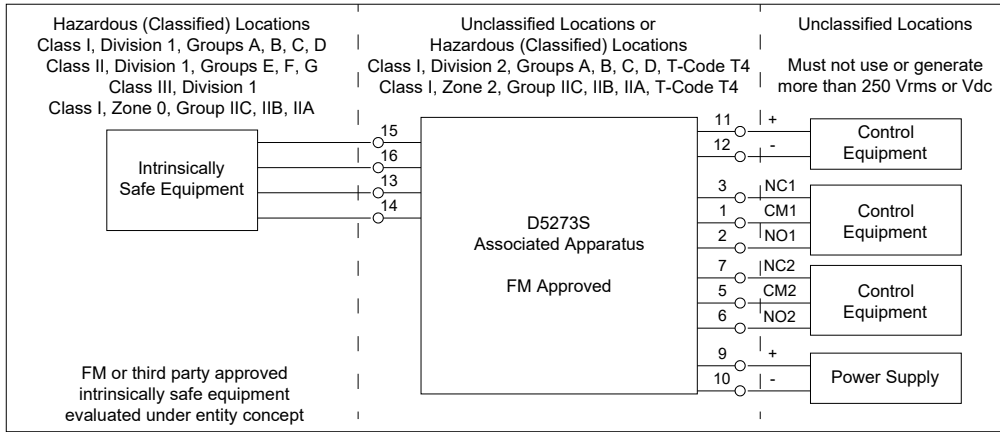 Hazardous (Classified) Locations
Class I, Division 1, Groups A, B, C, D
Class II, Division 1, Groups E, F, G
Class III, Division 1
Class I, Zone 0, Group IIC, IIB, IIA
Unclassified Locations or
Hazardous (Classified) Locations
Class I, Division 2, Groups A, B, C, D, T-Code T4
Class I, Zone 2, Group IIC, IIB, IIA, T-Code T4
Unclassified Locations
Must not use or generate
more than 250 Vrms or Vdc
Intrinsically
Safe Equipment
15
16
13
14
D5273S
Associated Apparatus
FM Approved
11 +
12 -
Control
Equipment
3 NC1
1 CM1
2 NO1
Control
Equipment
7 NC2
5 CM2
6 NO2
Control
Equipment
9 +
10 -
Power Supply
FM or third party approved
intrinsically safe equipment
evaluated under entity concept